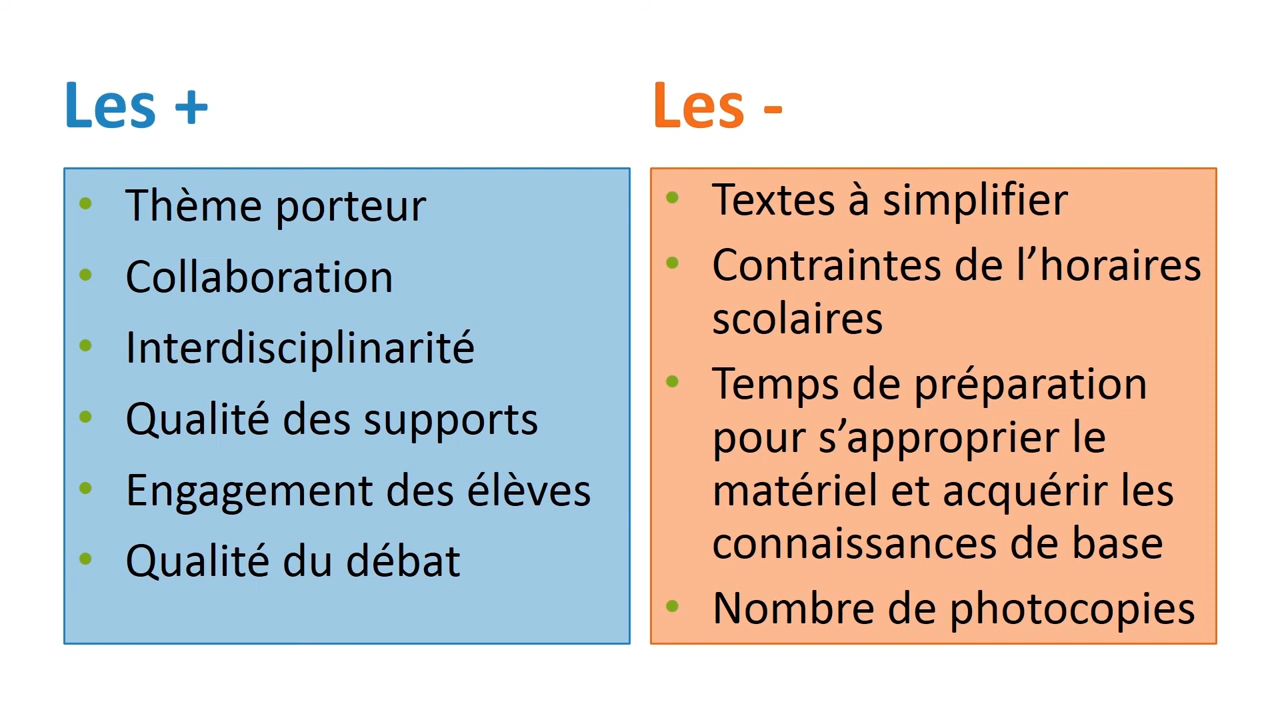 Les +
• Thème porteur
• Collaboration
• Interdisciplinarité
• Qualité des supports
• Engagement des élèves
• Qualité du débat
Les -
• Textes à simplifier
• Contraintes de l’horaires
scolaires
• Temps de préparation
pour s’approprier le
matériel et acquérir les
connaissances de base
• Nombre de photocopies